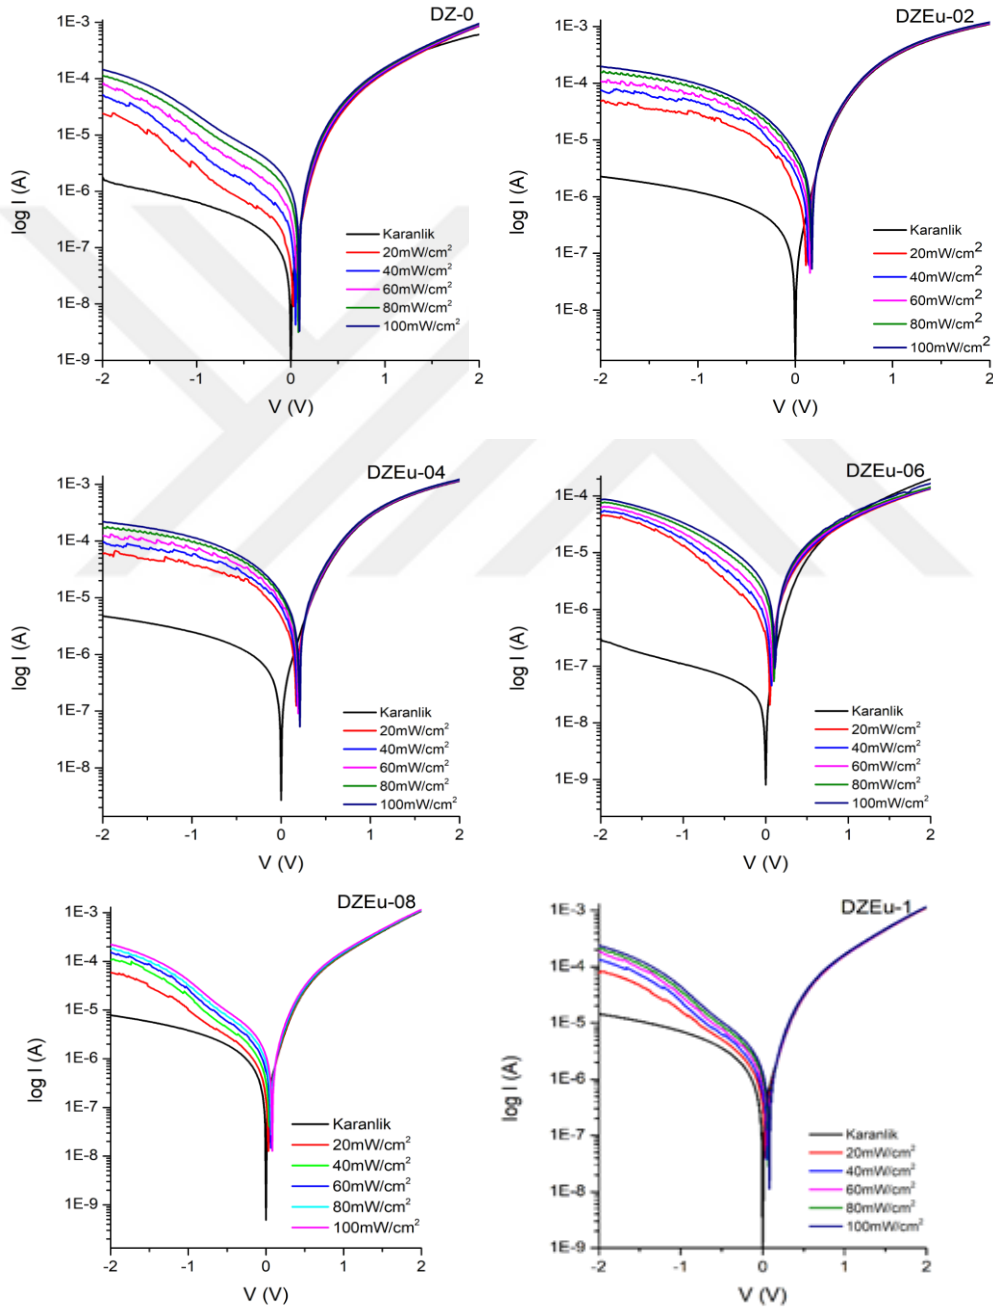 DZ-0
1E-3
1E-4
1E-5
1E-6
1E-7
1E-8
1E-9
log I (A)
Karanlik
20mW/cm²
40mW/cm²
60mW/cm²
80mW/cm²
100mW/cm²
-2 -1 0 1 2
V (V)
DZEu-02
1E-3
1E-4
1E-5
1E-6
1E-7
1E-8
log I (A)
Karanlik
20mW/cm²
40mW/cm²
60mW/cm²
80mW/cm²
100mW/cm²
-2 -1 0 1 2
V (V)
DZEu-04
1E-3
1E-4
1E-5
1E-6
1E-7
1E-8
log I (A)
Karanlik
20mW/cm²
40mW/cm²
60mW/cm²
80mW/cm²
100mW/cm²
-2 -1 0 1 2
V (V)
DZEu-06
1E-4
1E-5
1E-6
1E-7
1E-8
1E-9
log I (A)
Karanlik
20mW/cm²
40mW/cm²
60mW/cm²
80mW/cm²
100mW/cm²
-2 -1 0 1 2
V (V)
DZEu-08
1E-3
1E-4
1E-5
1E-6
1E-7
1E-8
1E-9
log I (A)
Karanlik
20mW/cm²
40mW/cm²
60mW/cm²
80mW/cm²
100mW/cm²
-2 -1 0 1 2
V (V)
DZEu-1
1E-3
1E-4
1E-5
1E-6
1E-7
1E-8
1E-9
log I (A)
Karanlik
20mW/cm²
40mW/cm²
60mW/cm²
80mW/cm²
100mW/cm²
-2 -1 0 1 2
V (V)